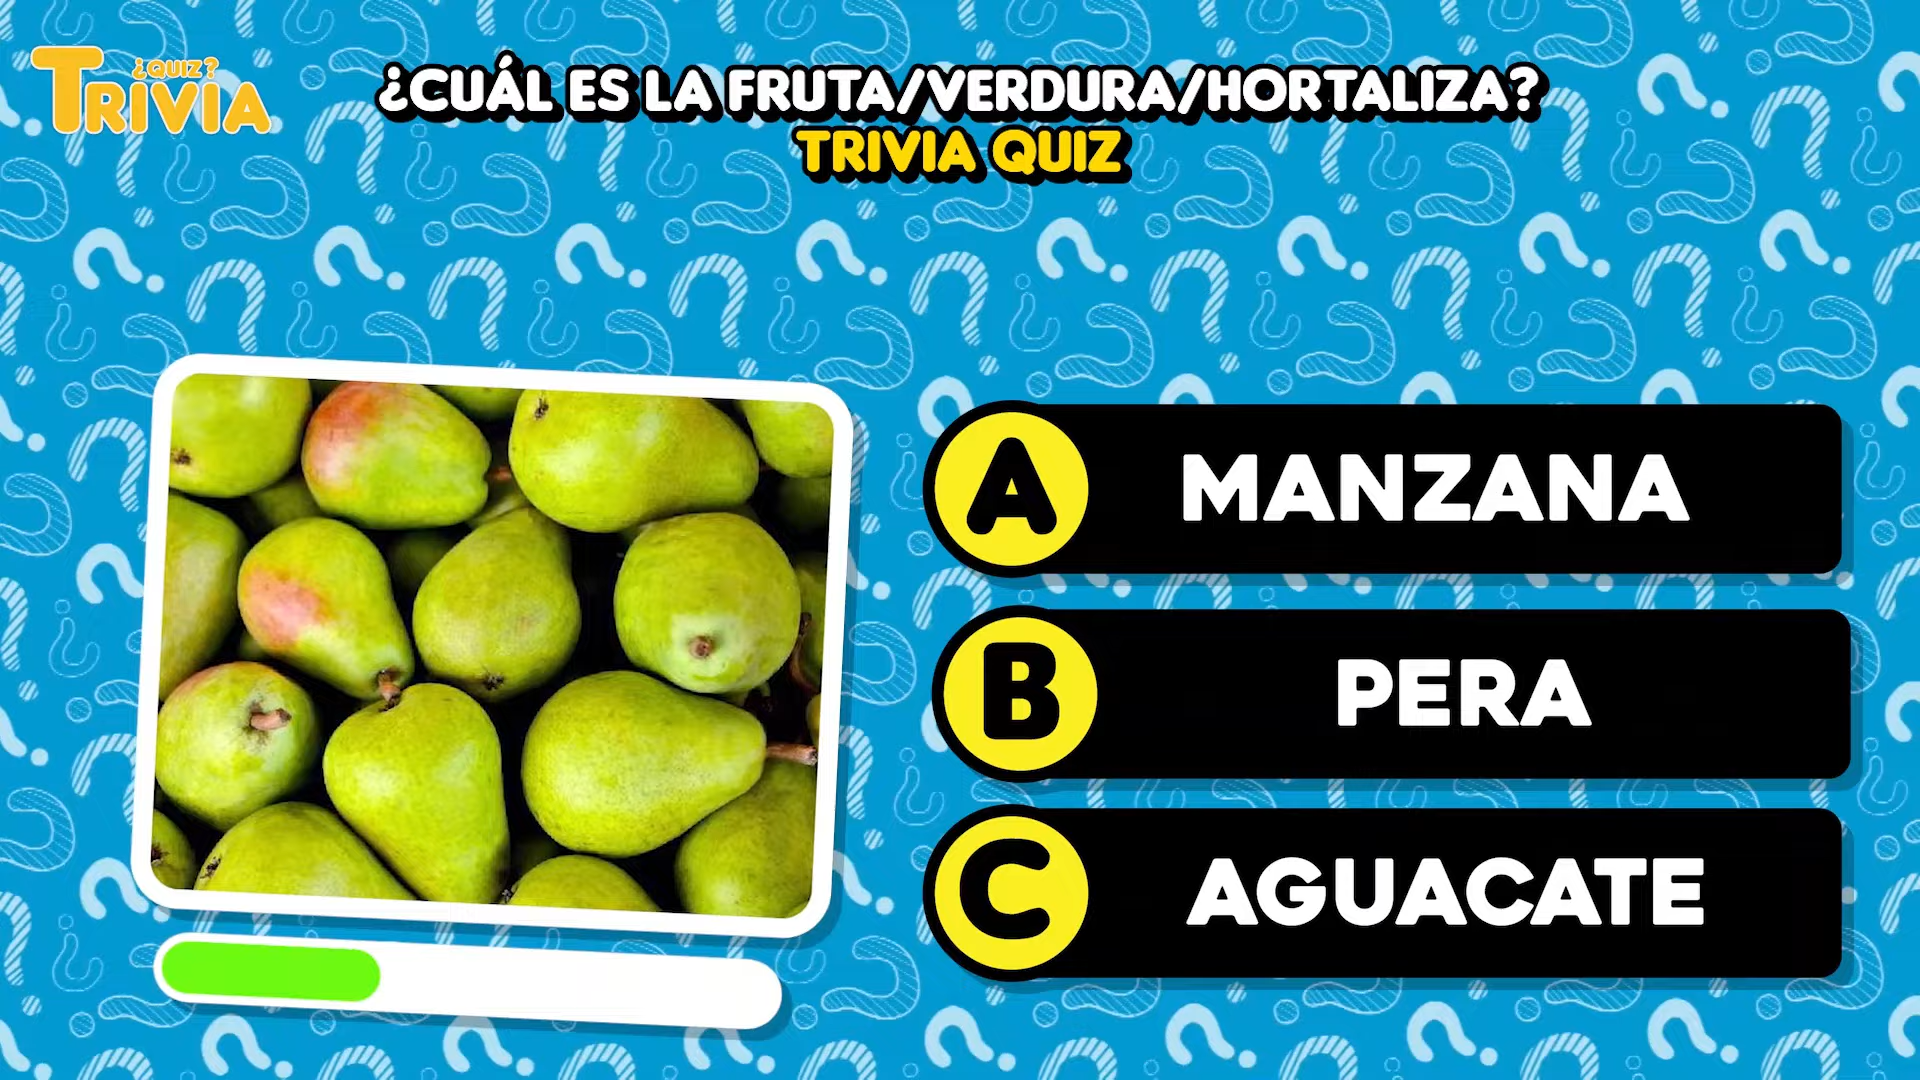 ¿QUIZ?
TRIVIA
¿CUÁL ES LA FRUTA/VERDURA/HORTALIZA?
TRIVIA QUIZ
A MANZANA
B PERA
C AGUACATE